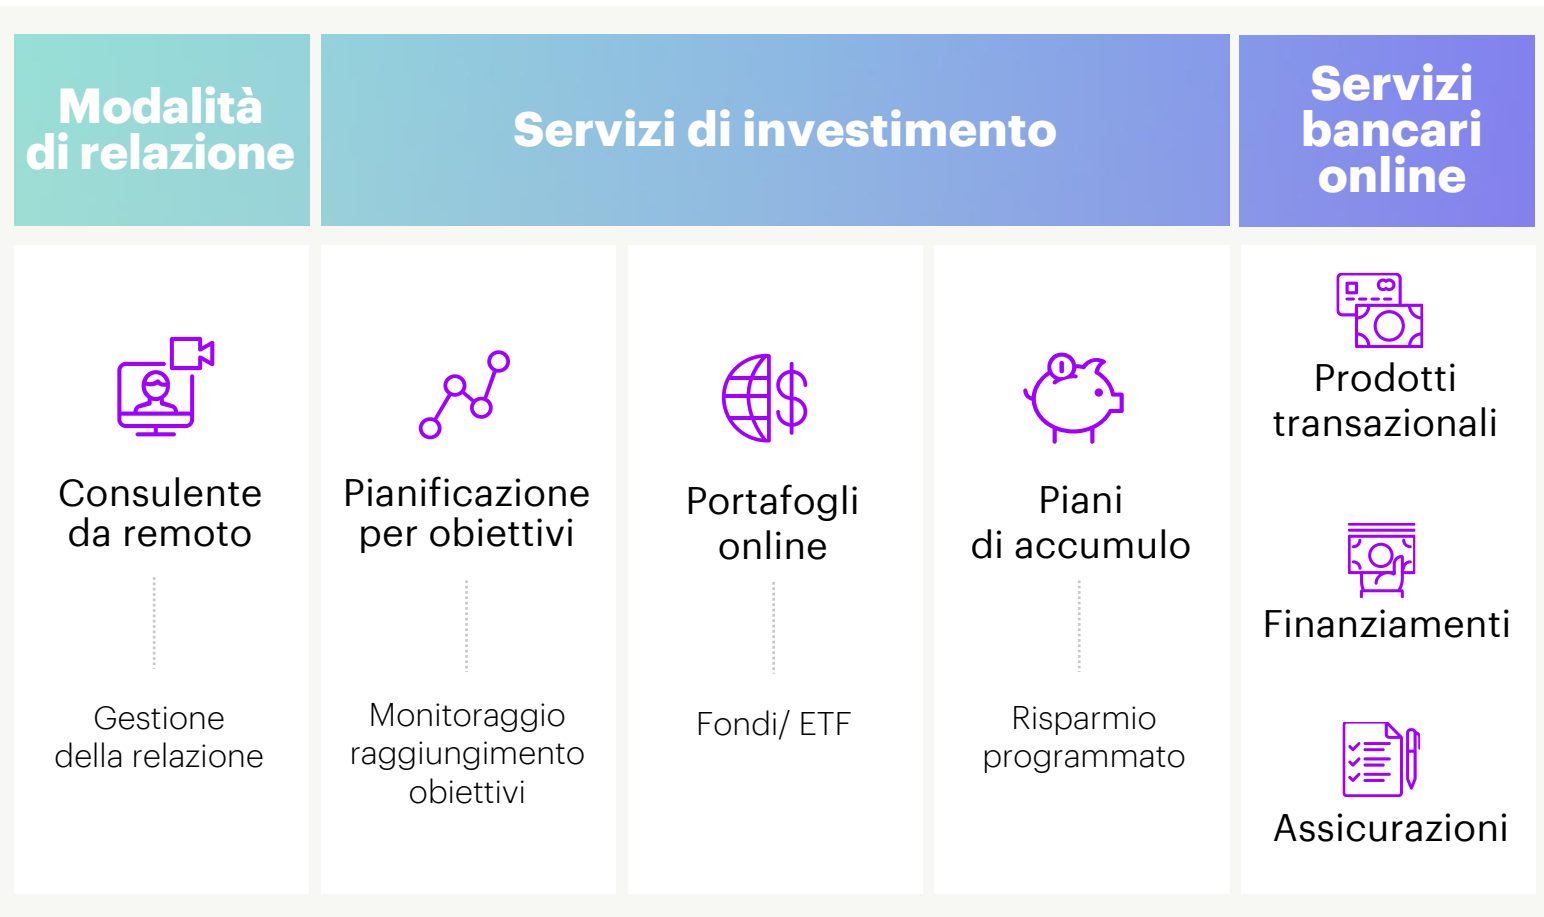 Modalità
di relazione
Servizi di investimento
Servizi
bancari
online
Consulente
da remoto
Gestione
della relazione
Pianificazione
per obiettivi
Monitoraggio
raggiungimento
obiettivi
Portafogli
online
Fondi/ ETF
Piani
di accumulo
Risparmio
programmato
Prodotti
transazionali
Finanziamenti
Assicurazioni